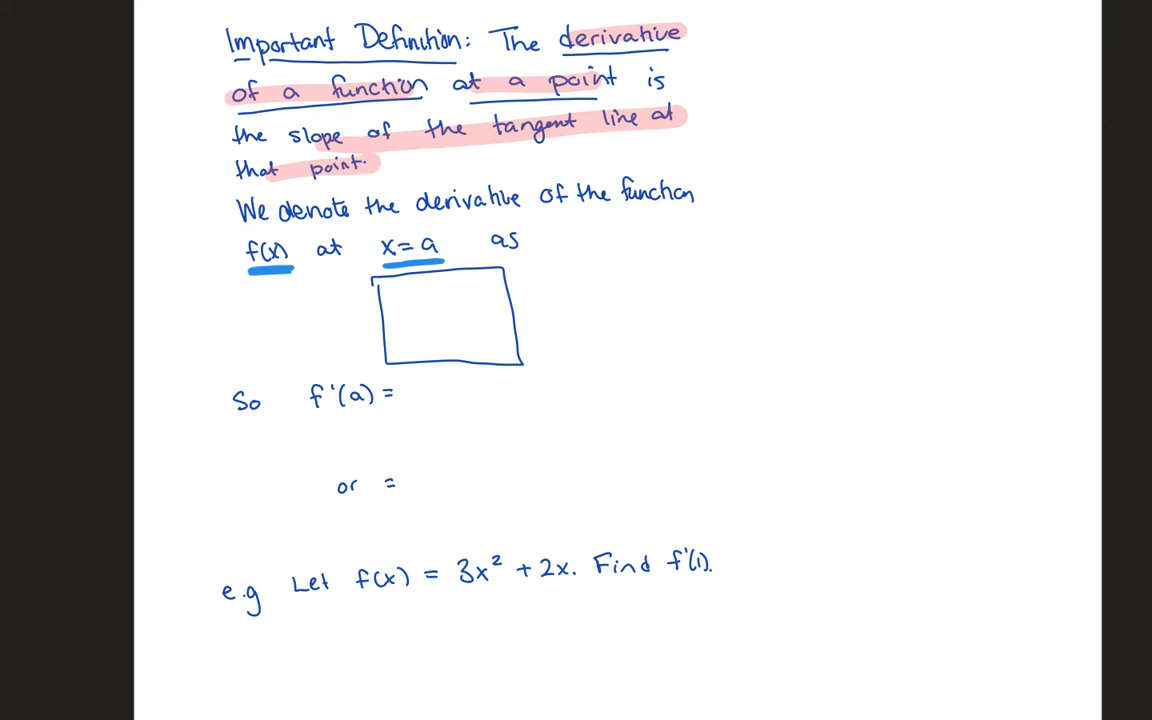 Important Definition: The derivative
of a function at a point is
the slope of the tangent line at
that point.
We denote the derivative of the function
f(x) at x = a as
So f'(a) =
or =
e.g Let f(x) = 3x² + 2x. Find f'(1).